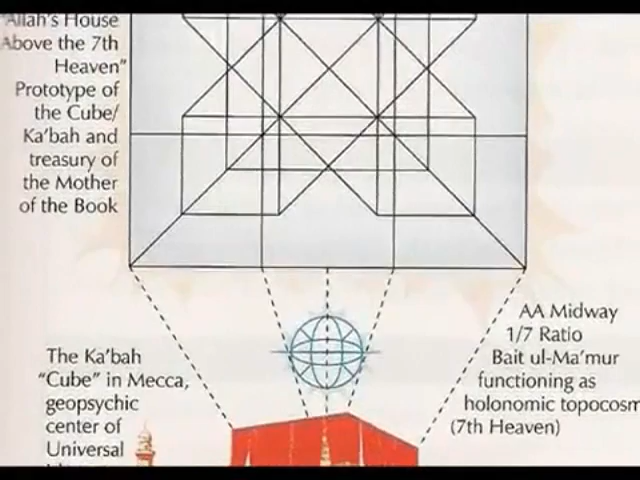 "Allah's House
Above the 7th
Heaven"
Prototype of
the Cube/
Ka'bah and
treasury of
the Mother
of the Book
AA Midway
1/7 Ratio
Bait ul-Ma'mur
functioning as
holonomic topocosm
(7th Heaven)
The Ka'bah
"Cube" in Mecca,
geopsychic
center of
Universal